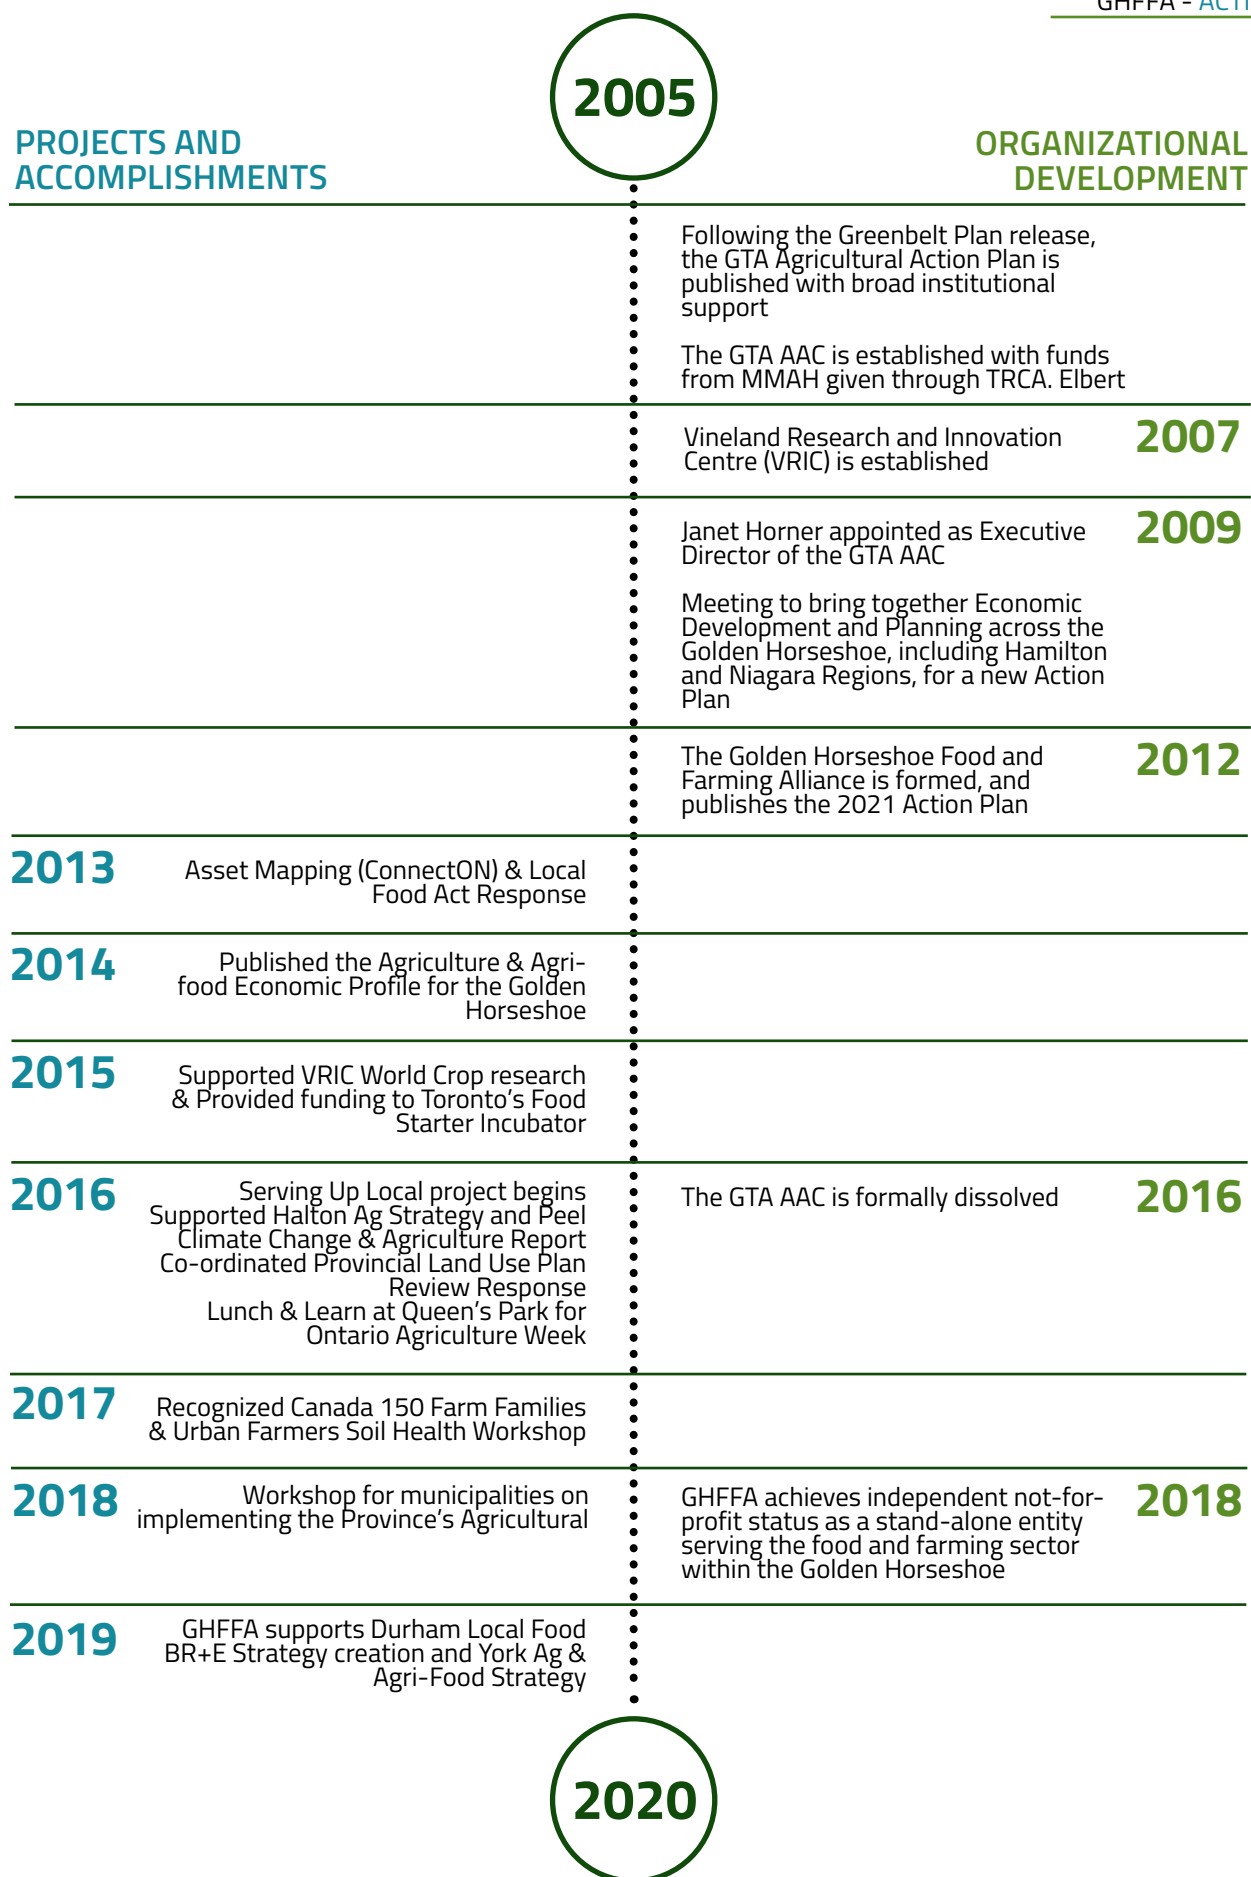 GHFFA - ACTI
2005
PROJECTS AND
ACCOMPLISHMENTS
ORGANIZATIONAL
DEVELOPMENT
Following the Greenbelt Plan release,
the GTA Agricultural Action Plan is
published with broad institutional
support
The GTA AAC is established with funds
from MMAH given through TRCA. Elbert
Vineland Research and Innovation
Centre (VRIC) is established
2007
Janet Horner appointed as Executive
Director of the GTA AAC
2009
Meeting to bring together Economic
Development and Planning across the
Golden Horseshoe, including Hamilton
and Niagara Regions, for a new Action
Plan
The Golden Horseshoe Food and
Farming Alliance is formed, and
publishes the 2021 Action Plan
2012
2013
Asset Mapping (ConnectON) & Local
Food Act Response
2014
Published the Agriculture & Agri-
food Economic Profile for the Golden
Horseshoe
2015
Supported VRIC World Crop research
& Provided funding to Toronto's Food
Starter Incubator
2016
Serving Up Local project begins
Supported Halton Ag Strategy and Peel
Climate Change & Agriculture Report
Co-ordinated Provincial Land Use Plan
Review Response
Lunch & Learn at Queen's Park for
Ontario Agriculture Week
The GTA AAC is formally dissolved
2016
2017
Recognized Canada 150 Farm Families
& Urban Farmers Soil Health Workshop
2018
Workshop for municipalities on
implementing the Province's Agricultural
GHFFA achieves independent not-for-
profit status as a stand-alone entity
serving the food and farming sector
within the Golden Horseshoe
2018
2019
GHFFA supports Durham Local Food
BR+E Strategy creation and York Ag &
Agri-Food Strategy
2020